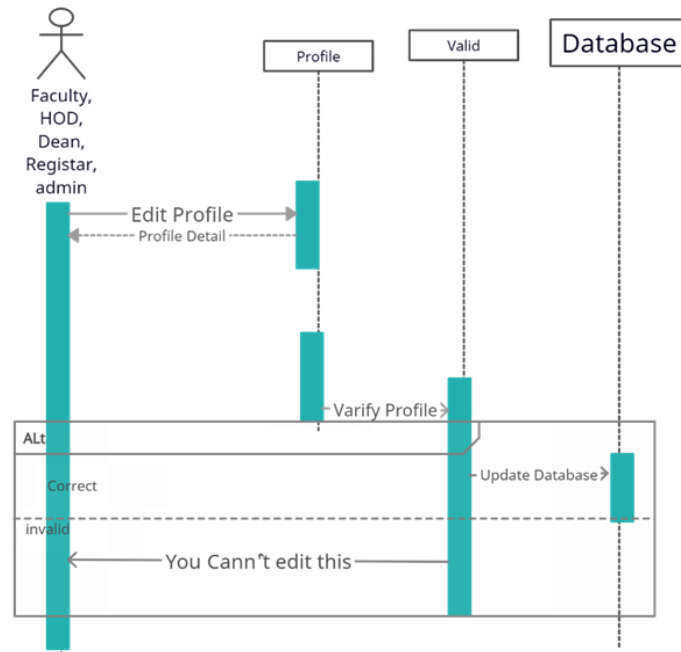 Profile
Valid
Database
Faculty,
HOD,
Dean,
Registar,
admin
Edit Profile
Profile Detail
Varify Profile
ALt
Update Database
Correct
invalid
You Cann't edit this